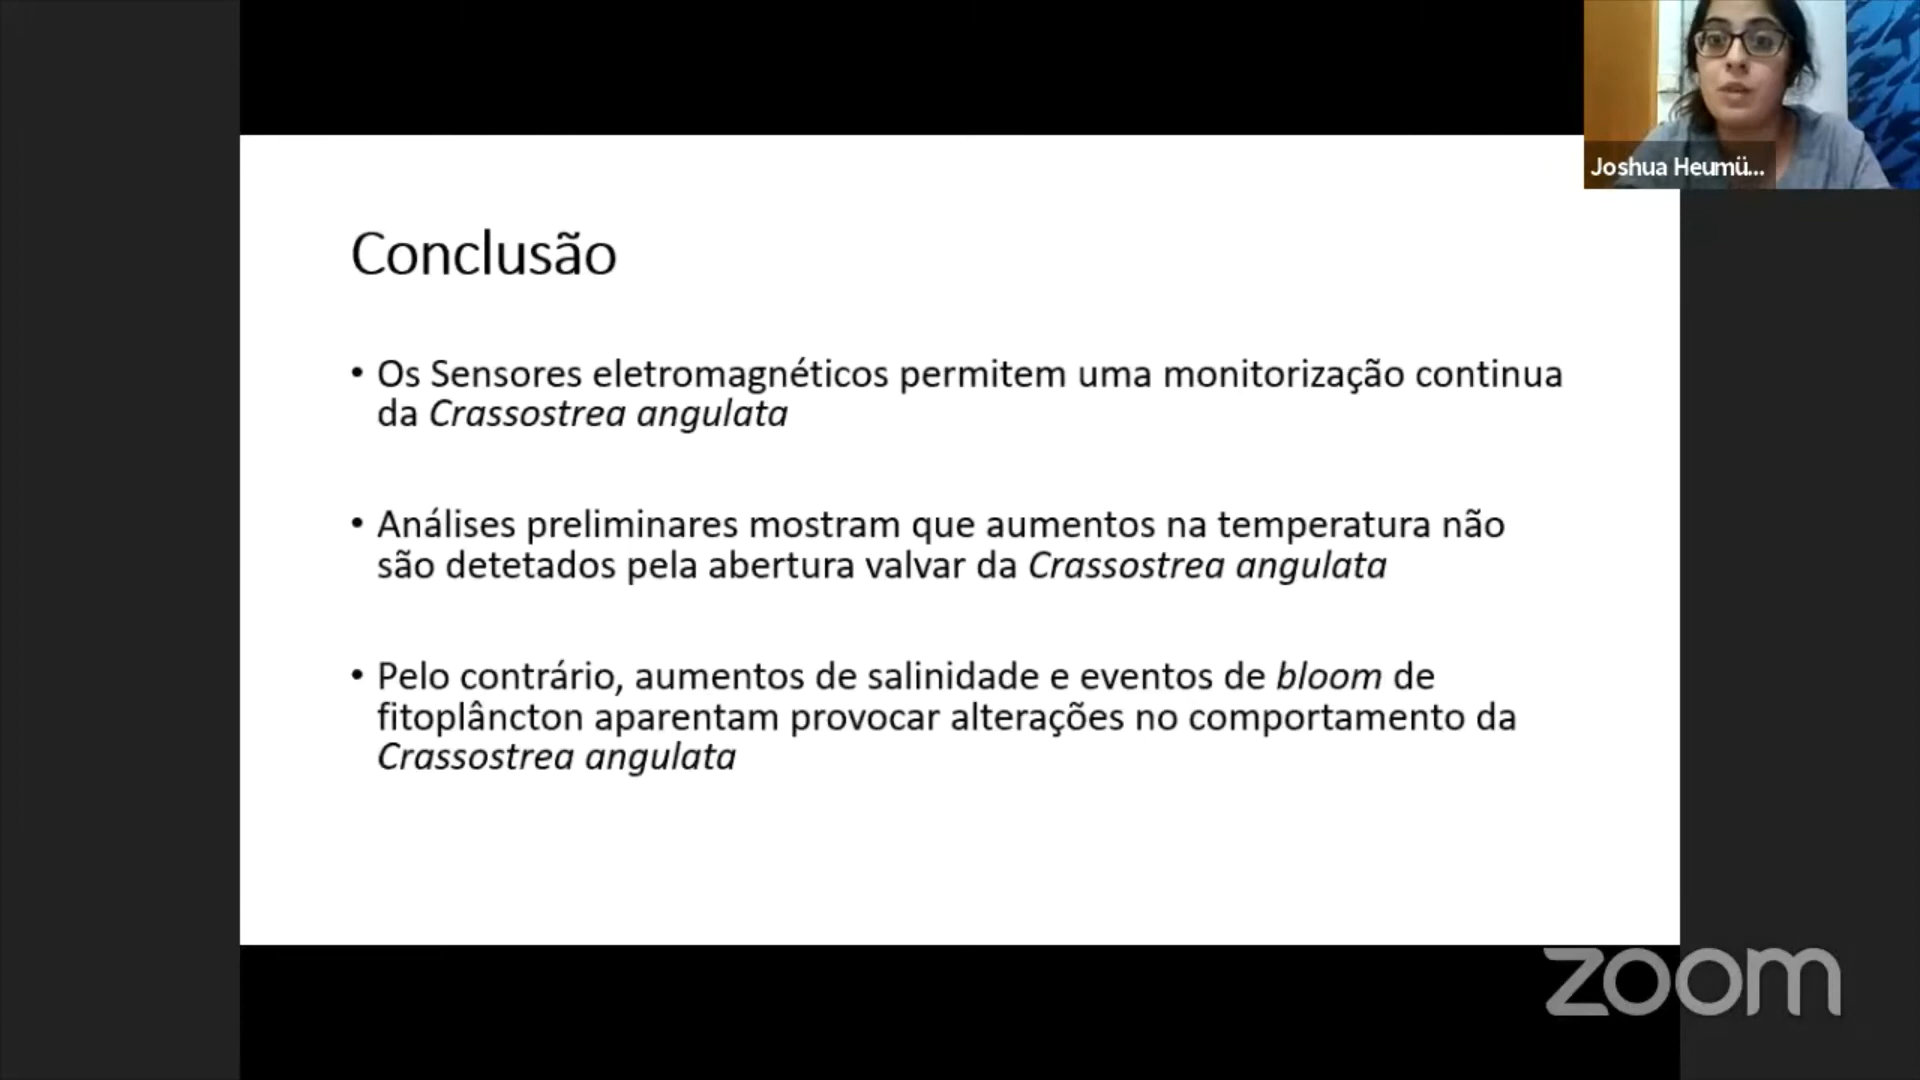 Joshua Heumü...
Conclusão
• Os Sensores eletromagnéticos permitem uma monitorização continua
da Crassostrea angulata
• Análises preliminares mostram que aumentos na temperatura não
são detetados pela abertura valvar da Crassostrea angulata
• Pelo contrário, aumentos de salinidade e eventos de bloom de
fitoplâncton aparentam provocar alterações no comportamento da
Crassostrea angulata
zoom